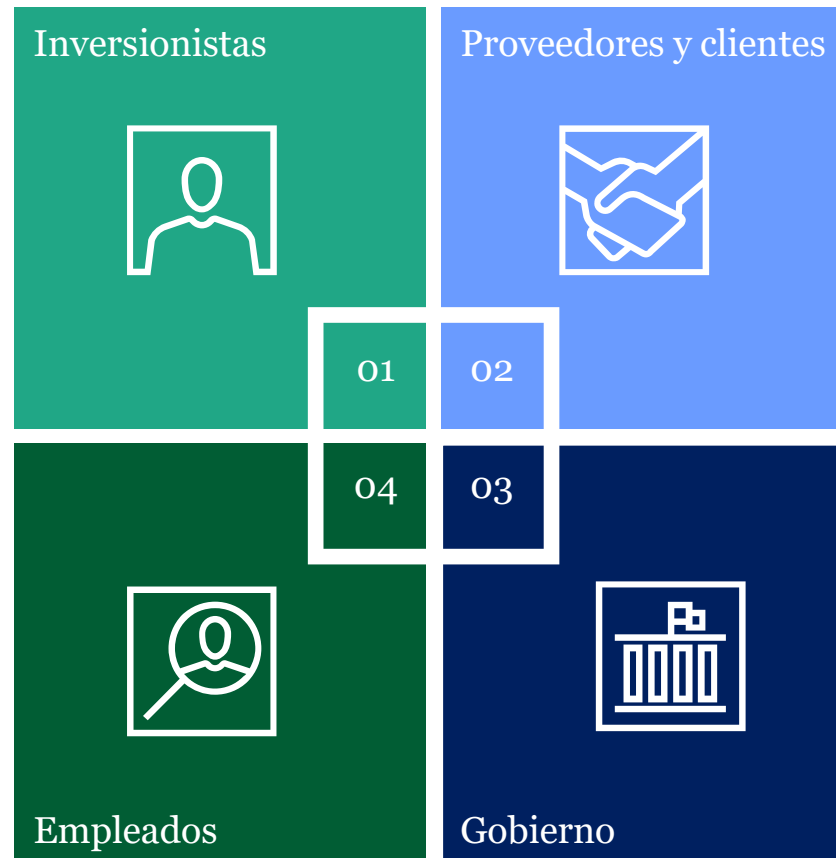 Inversionistas
Proveedores y clientes
01
02
04
03
Empleados
Gobierno